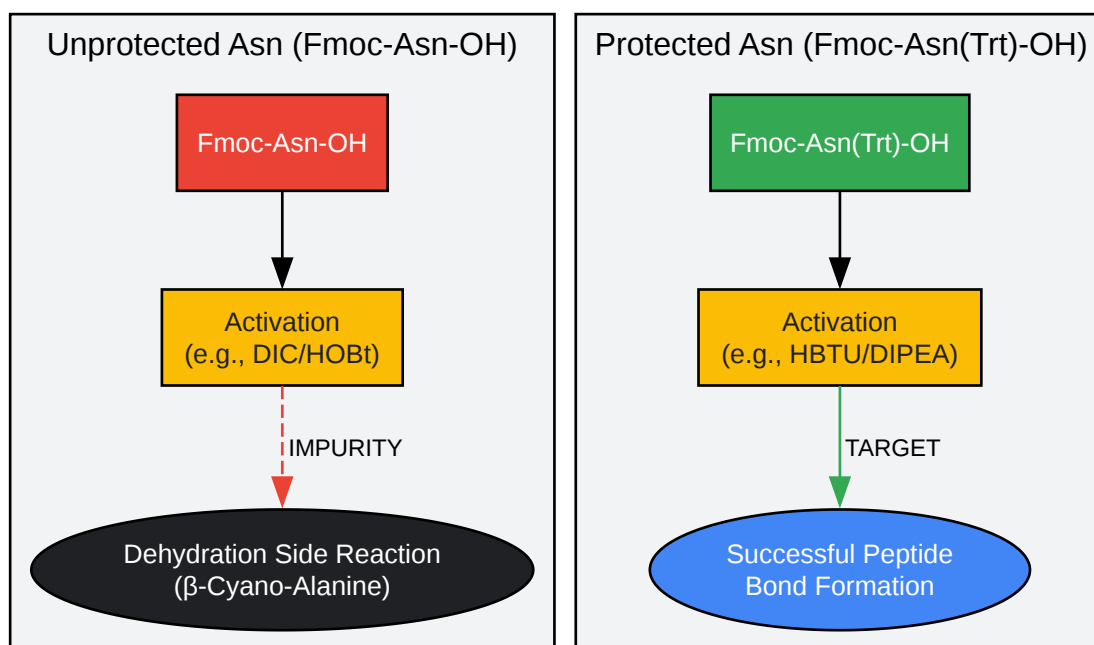 Unprotected Asn (Fmoc-Asn-OH)
Fmoc-Asn-OH
Activation
(e.g., DIC/HOBt)
IMPURITY
Dehydration Side Reaction
(β-Cyano-Alanine)
Protected Asn (Fmoc-Asn(Trt)-OH)
Fmoc-Asn(Trt)-OH
Activation
(e.g., HBTU/DIPEA)
TARGET
Successful Peptide
Bond Formation